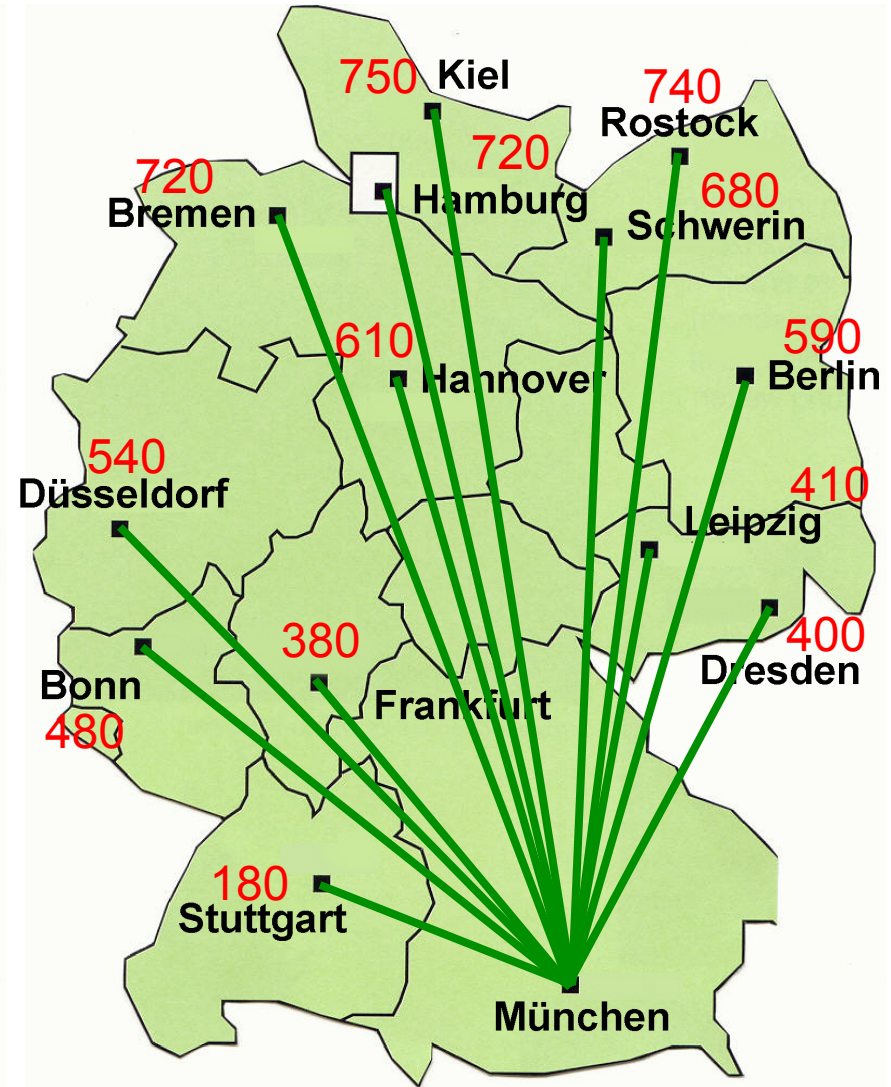 750 Kiel
740
Rostock
720
Hamburg
720
Bremen
680
Schwerin
610
Hannover
590
Berlin
540
Düsseldorf
410
Leipzig
380
Frankfurt
400
Dresden
Bonn
480
180
Stuttgart
München